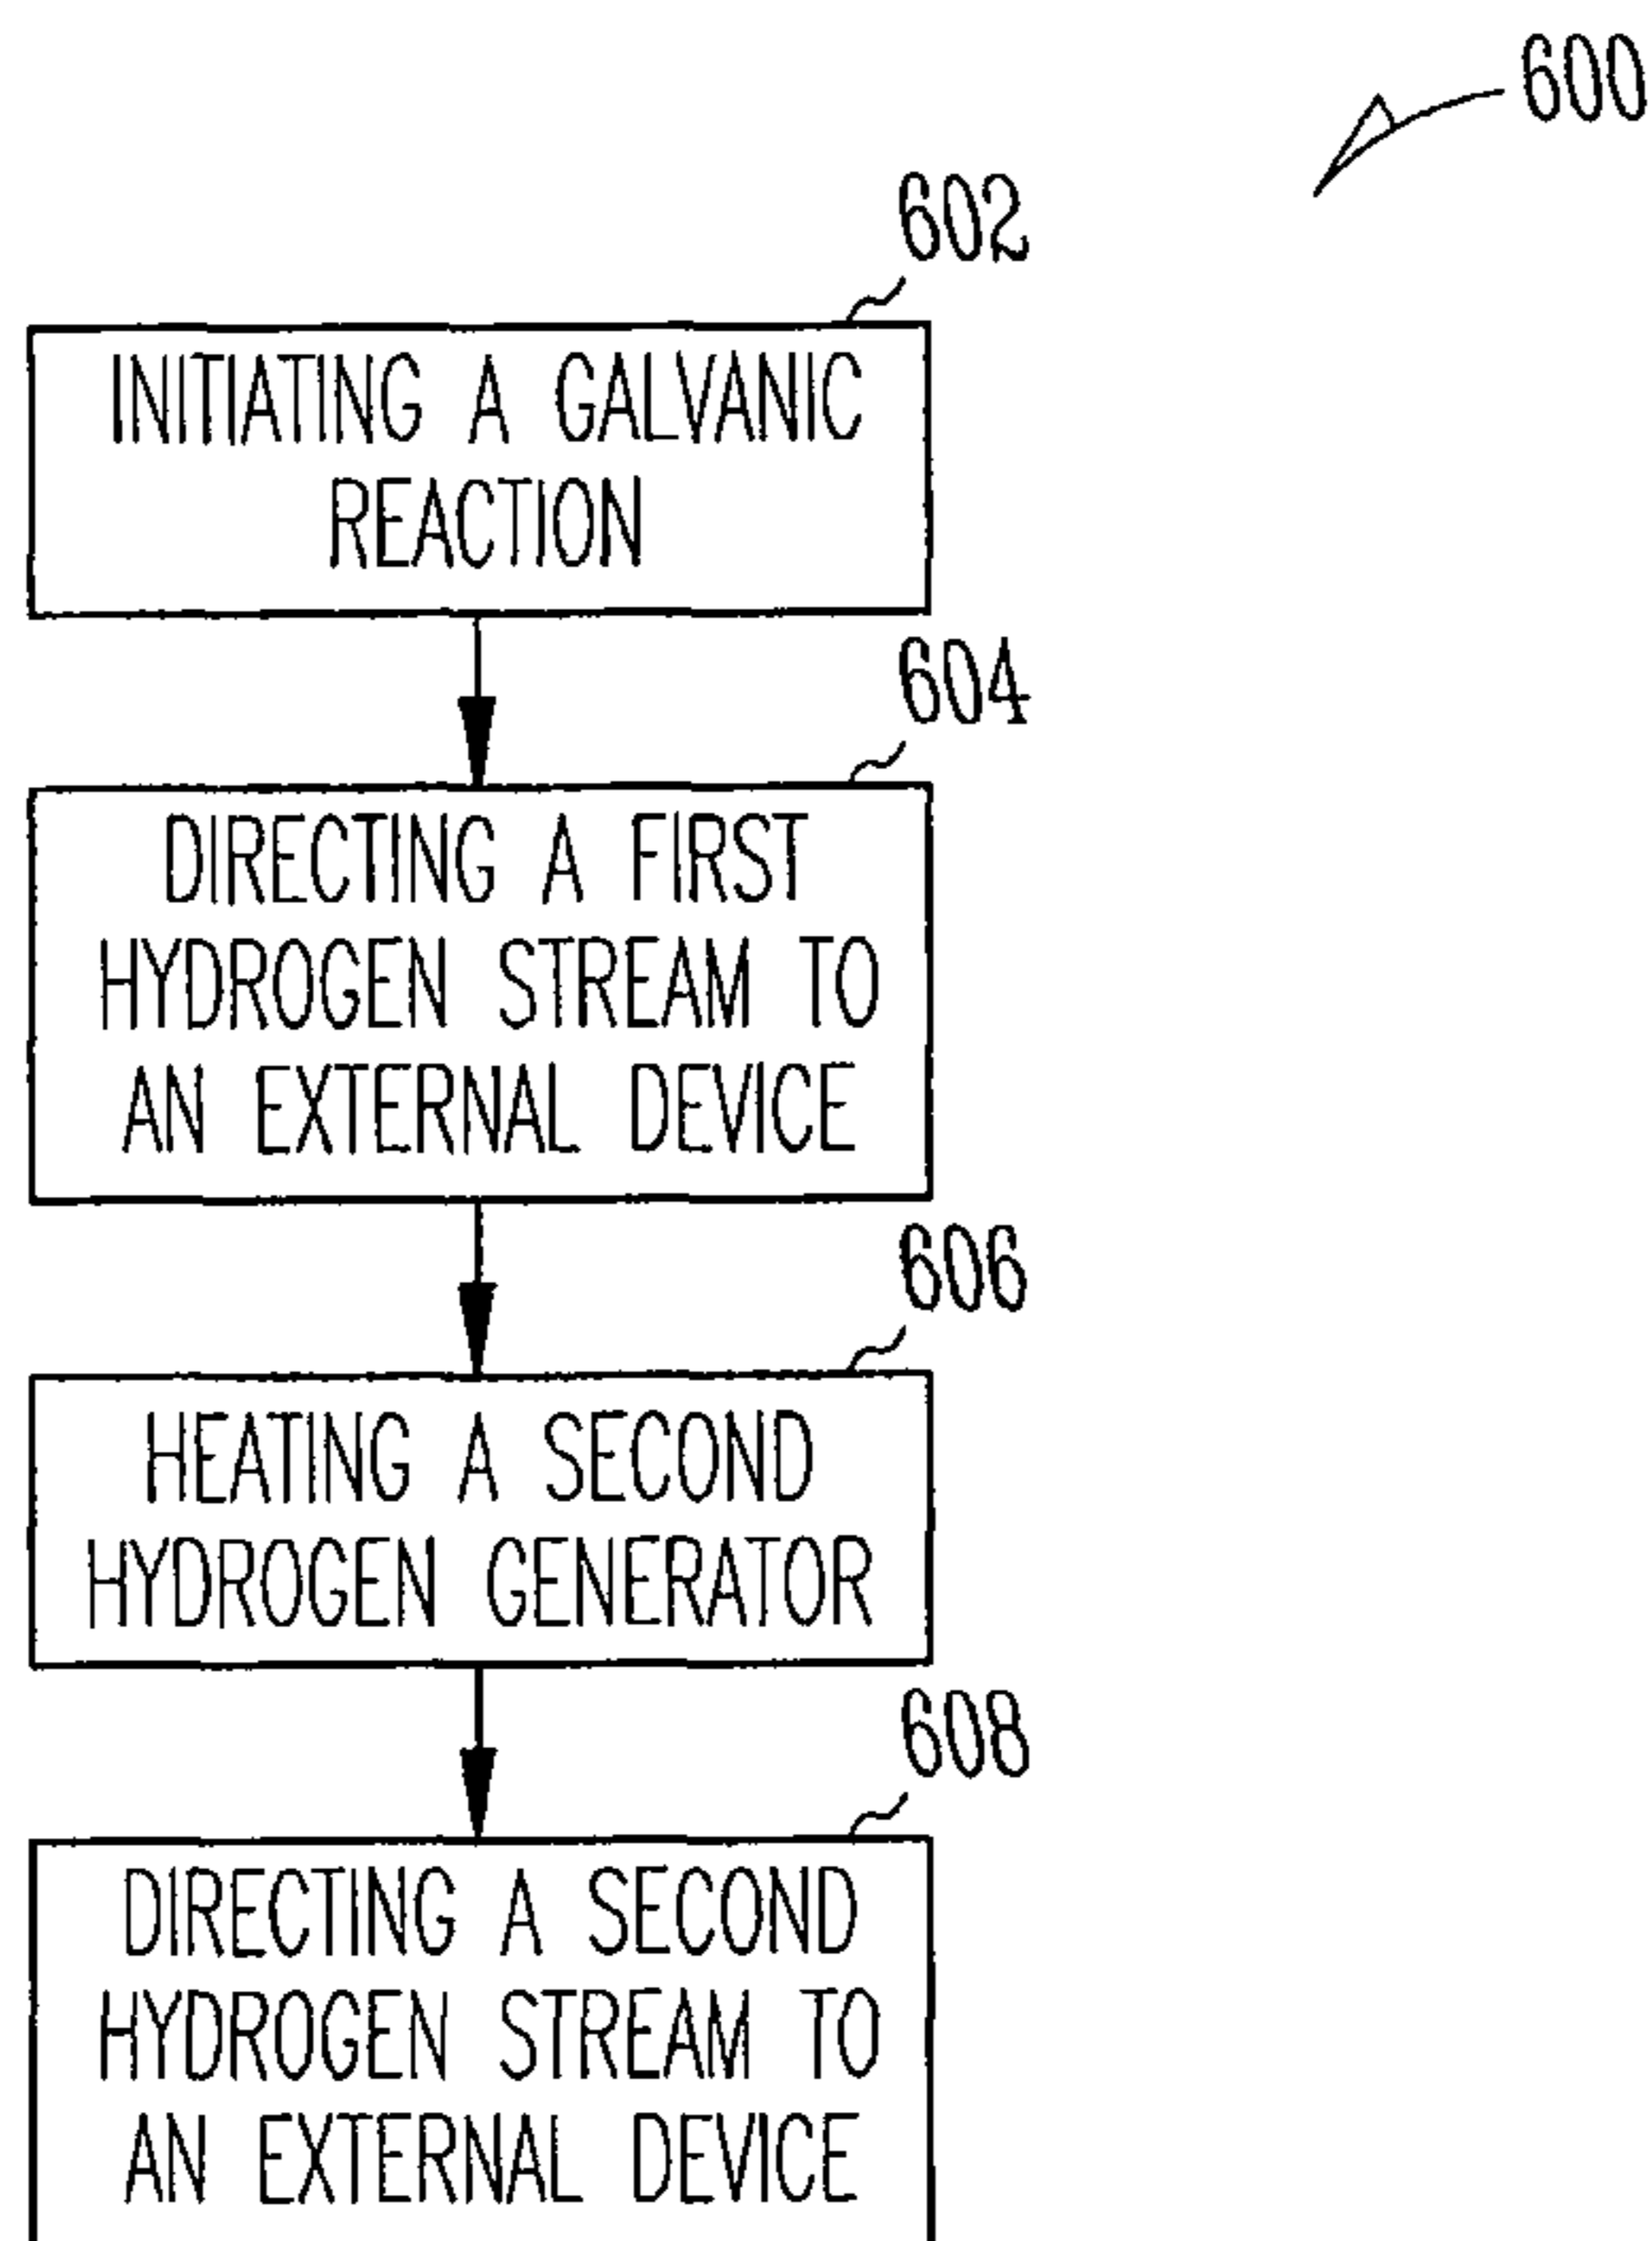 600
602
INITIATING A GALVANIC
REACTION
604
DIRECTING A FIRST
HYDROGEN STREAM TO
AN EXTERNAL DEVICE
606
HEATING A SECOND
HYDROGEN GENERATOR
608
DIRECTING A SECOND
HYDROGEN STREAM TO
AN EXTERNAL DEVICE